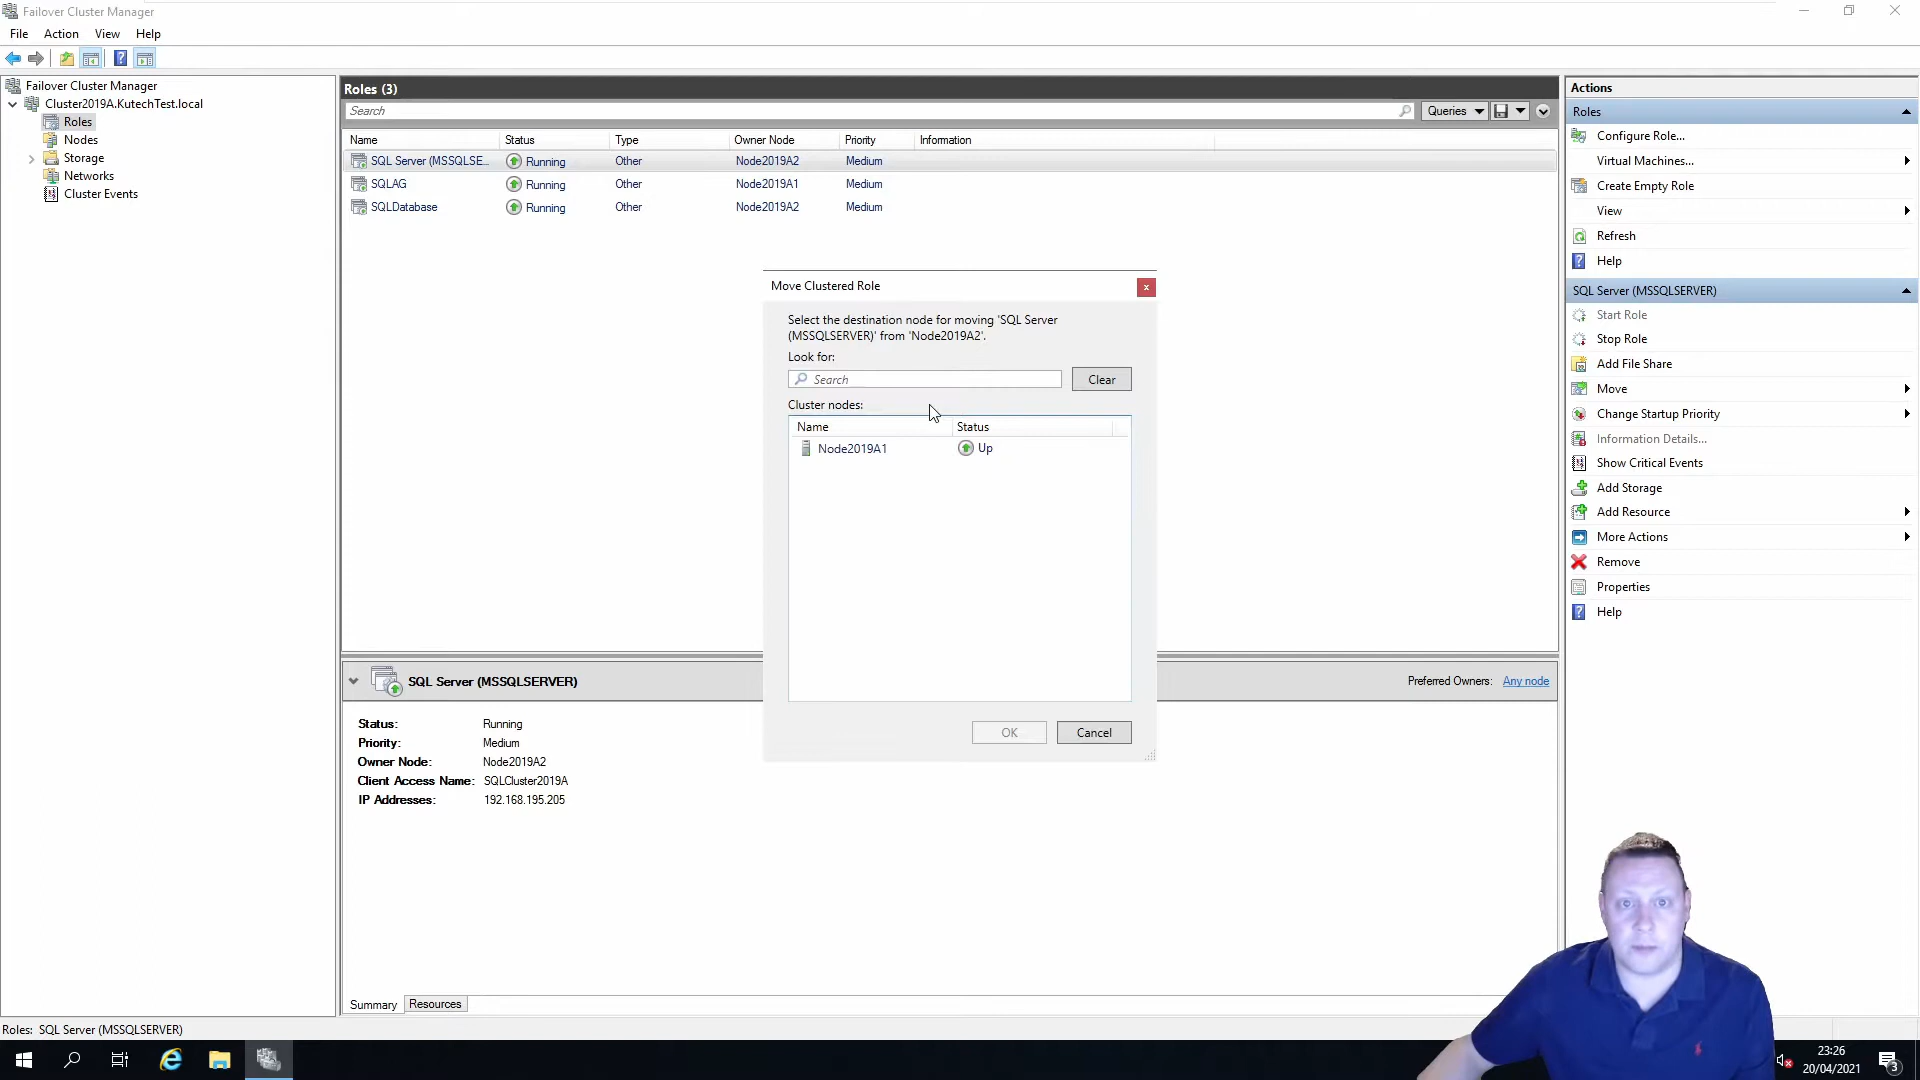 Failover Cluster Manager
File Action View Help
Failover Cluster Manager
Cluster2019A.KutechTest.local
Roles
Nodes
Storage
Networks
Cluster Events
Roles (3)
Search
Queries
Name Status Type Owner Node Priority Information
SQL Server (MSSQLSE... Running Other Node2019A2 Medium
SQLAG Running Other Node2019A1 Medium
SQLDatabase Running Other Node2019A2 Medium
Move Clustered Role
x
Select the destination node for moving 'SQL Server
(MSSQLSERVER)' from 'Node2019A2'.
Look for:
Search
Clear
Cluster nodes:
Name Status
Node2019A1 Up
OK Cancel
SQL Server (MSSQLSERVER)
Preferred Owners: Any node
Status: Running
Priority: Medium
Owner Node: Node2019A2
Client Access Name: SQLCluster2019A
IP Addresses: 192.168.195.205
Summary Resources
Actions
Roles
Configure Role...
Virtual Machines...
Create Empty Role
View
Refresh
Help
SQL Server (MSSQLSERVER)
Start Role
Stop Role
Add File Share
Move
Change Startup Priority
Information Details...
Show Critical Events
Add Storage
Add Resource
More Actions
Remove
Properties
Help
Roles: SQL Server (MSSQLSERVER)
23:26
20/04/2021
3